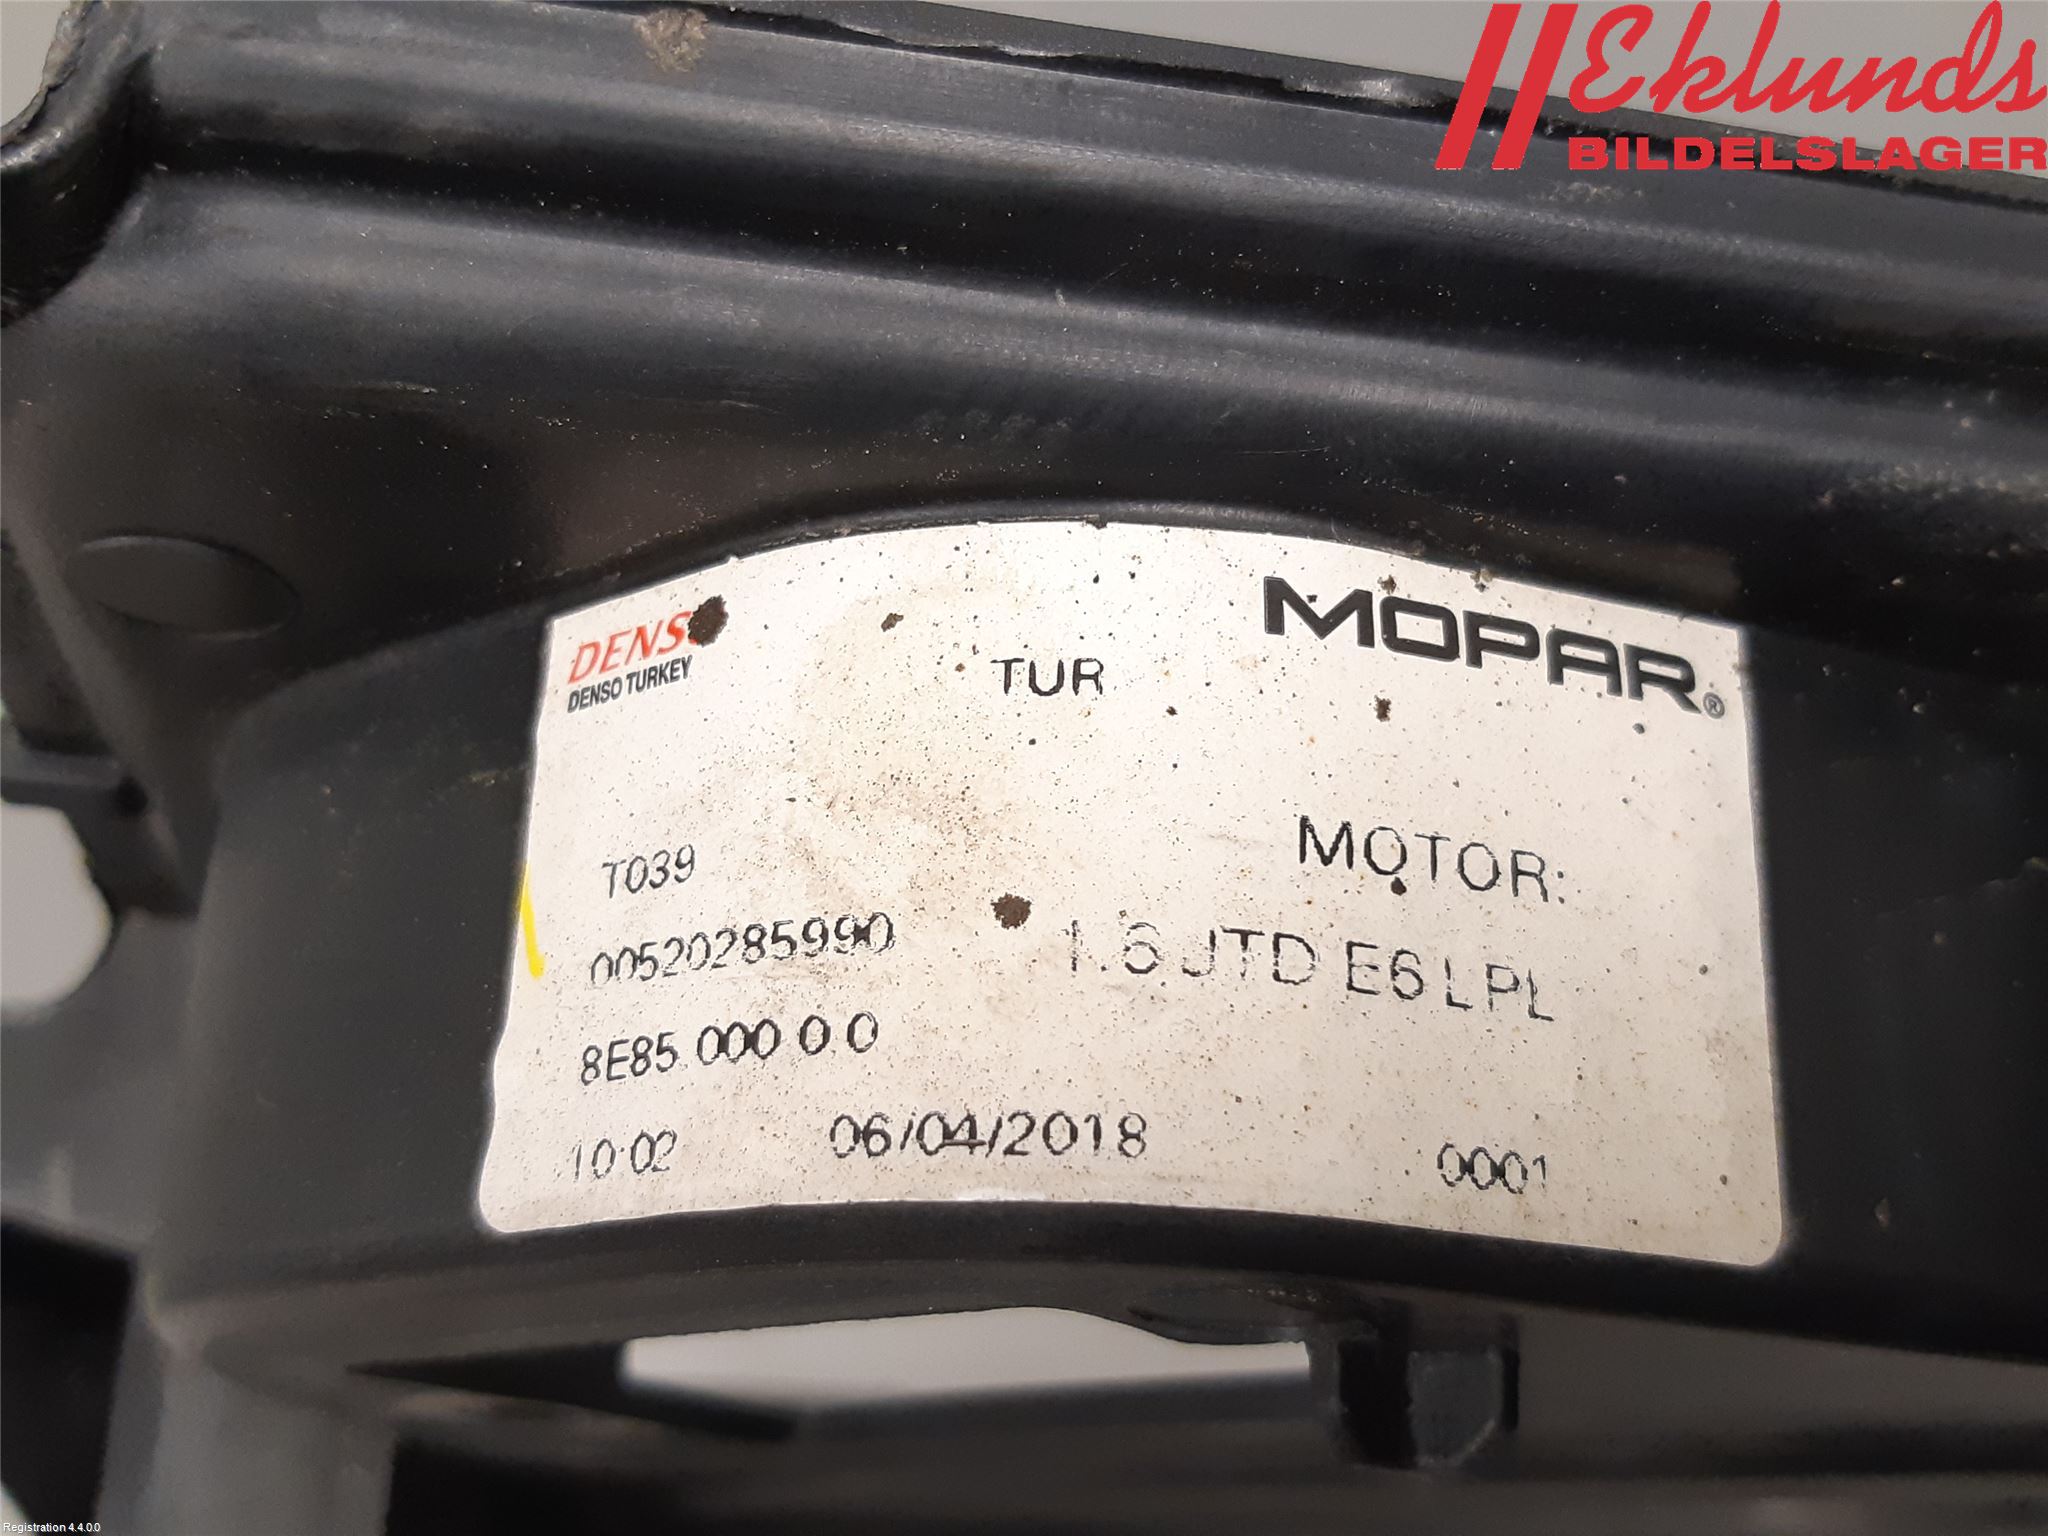 Eklunds
BILDELSLAGER
DENSO
DENSO TURKEY
TUR
MOPAR®
T039
MOTOR:
00520285990
1.6 JTD E6 LPL
8E85 000 0 0
10:02
06/04/2018
0001
Registration 4.4.0.0